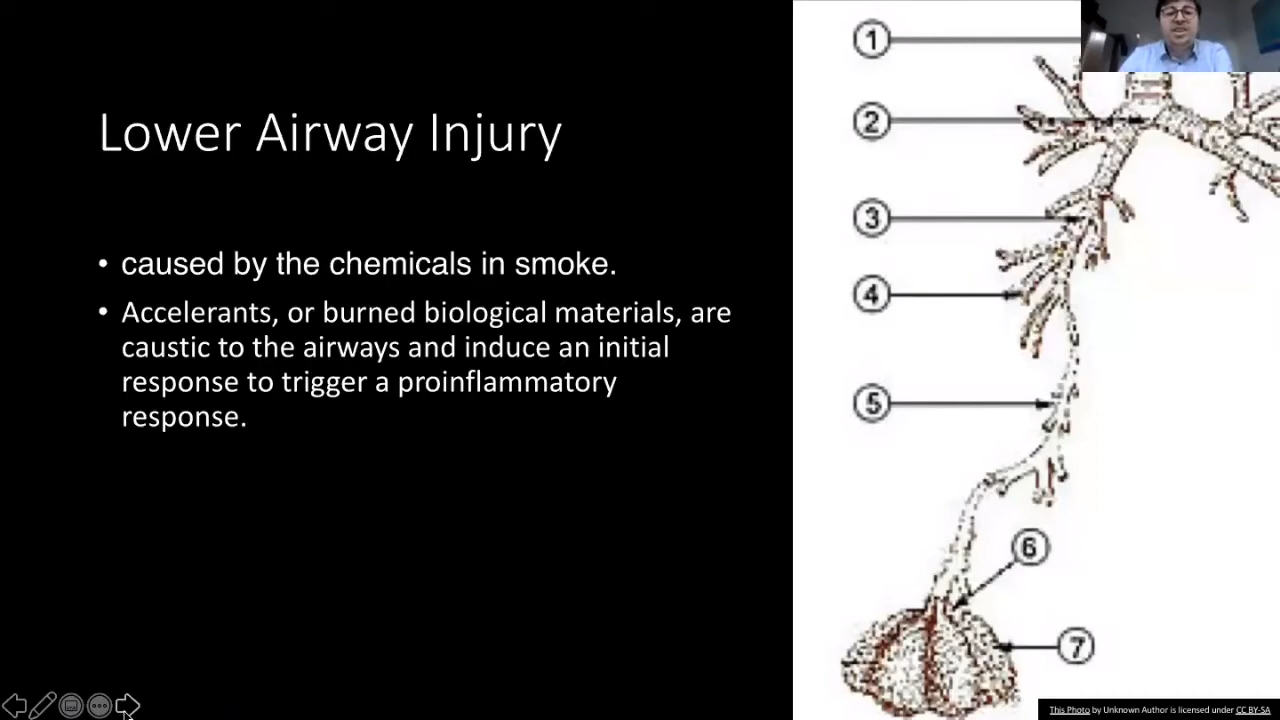 Lower Airway Injury
• caused by the chemicals in smoke.
• Accelerants, or burned biological materials, are
caustic to the airways and induce an initial
response to trigger a proinflammatory
response.
1
2
3
4
5
6
7
This Photo by Unknown Author is licensed under CC BY-SA